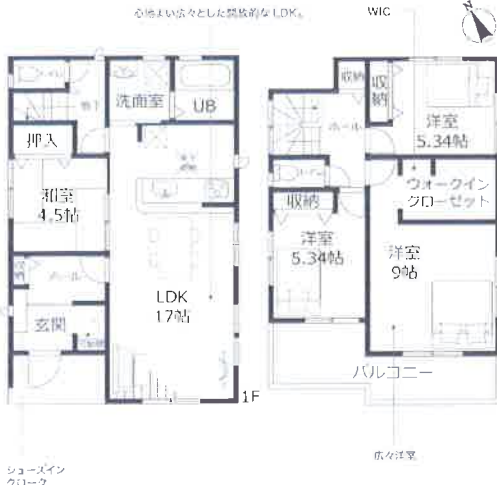 心地よい広々とした開放的なLDK。
WIC
N
収納
収納
洗面室
UB
廊下
ホール
洋室
5.34帖
押入
和室
4.5帖
ウォークイン
クローゼット
収納
洋室
5.34帖
洋室
9帖
ホール
LDK
17帖
玄関
バルコニー
1F
広々洋室
シューズイン
クローク